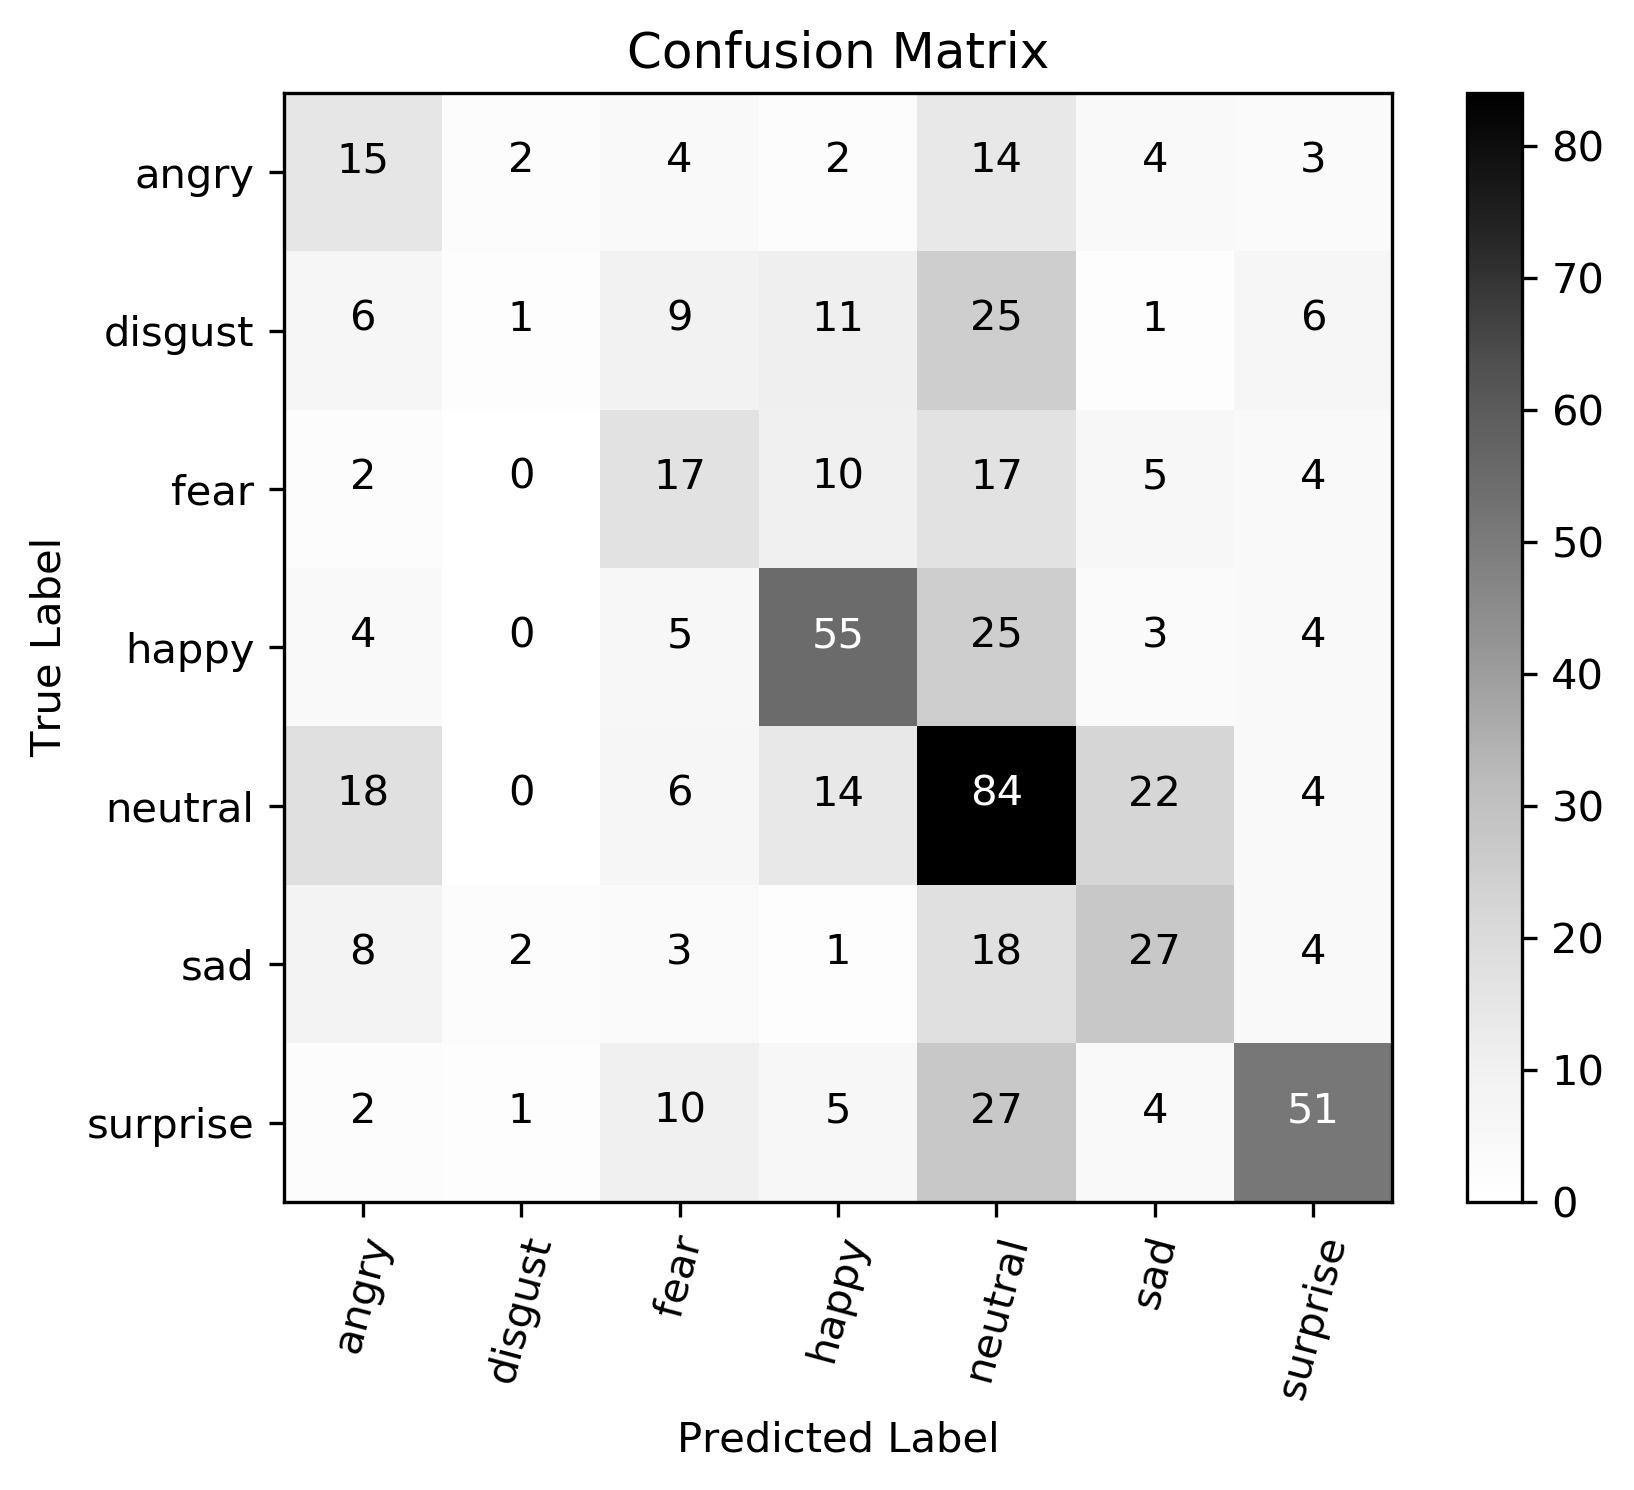 Confusion Matrix
angry 15 2 4 2 14 4 3
disgust 6 1 9 11 25 1 6
fear 2 0 17 10 17 5 4
happy 4 0 5 55 25 3 4
neutral 18 0 6 14 84 22 4
sad 8 2 3 1 18 27 4
surprise 2 1 10 5 27 4 51
True Label
angry disgust fear happy neutral sad surprise
Predicted Label
80
70
60
50
40
30
20
10
0